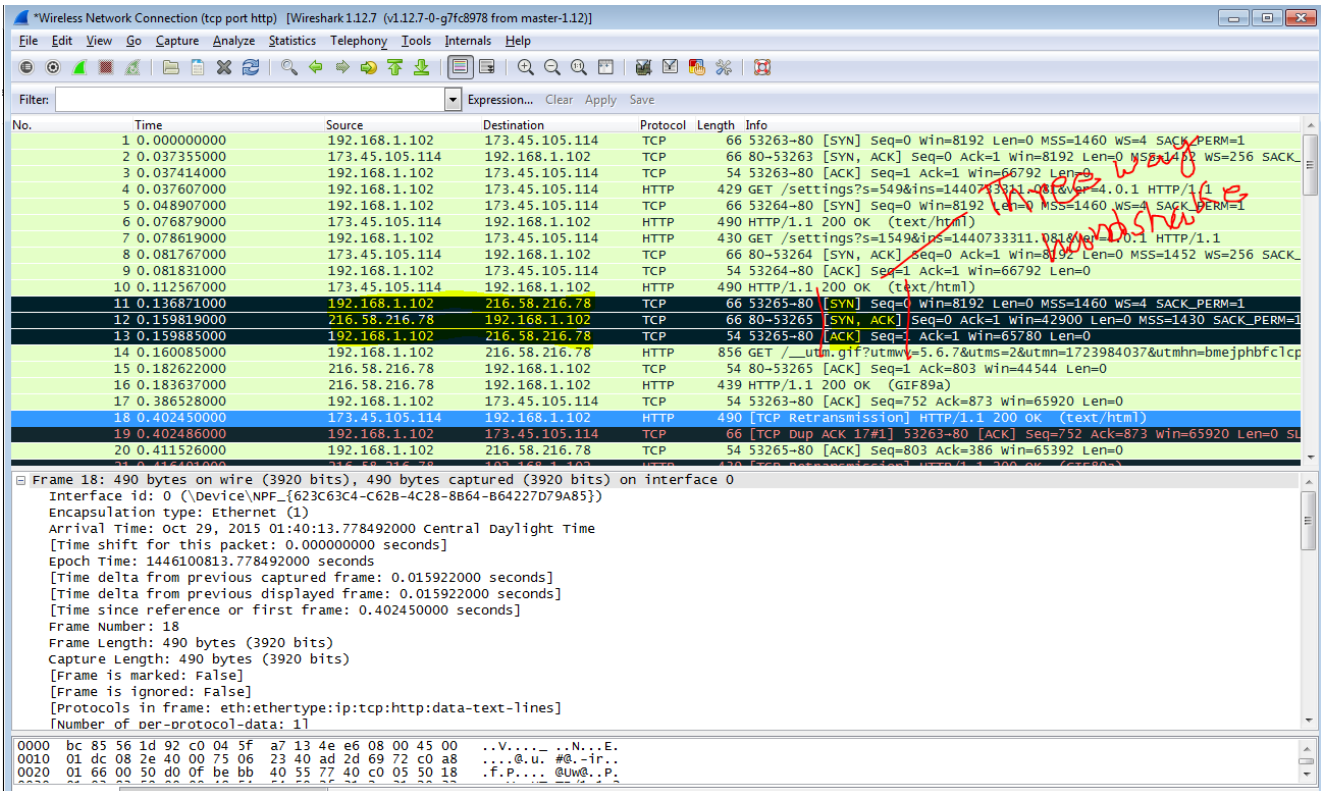 *Wireless Network Connection (tcp port http) [Wireshark 1.12.7 (v1.12.7-0-g7fc8978 from master-1.12)]
File Edit View Go Capture Analyze Statistics Telephony Tools Internals Help
Filter: Expression... Clear Apply Save
No. Time Source Destination Protocol Length Info
1 0.000000000 192.168.1.102 173.45.105.114 TCP 66 53263→80 [SYN] Seq=0 Win=8192 Len=0 MSS=1460 WS=4 SACK_PERM=1
2 0.037355000 173.45.105.114 192.168.1.102 TCP 66 80→53263 [SYN, ACK] Seq=0 Ack=1 Win=8192 Len=0 MSS=1452 WS=256 SACK_
3 0.037414000 192.168.1.102 173.45.105.114 TCP 54 53263→80 [ACK] Seq=1 Ack=1 Win=66792 Len=0
4 0.037607000 192.168.1.102 173.45.105.114 HTTP 429 GET /settings?s=549&ins=1440733311.081&ver=4.0.1 HTTP/1.1
5 0.048907000 192.168.1.102 173.45.105.114 TCP 66 53264→80 [SYN] Seq=0 Win=8192 Len=0 MSS=1460 WS=4 SACK_PERM=1
6 0.076879000 173.45.105.114 192.168.1.102 HTTP 490 HTTP/1.1 200 OK (text/html)
7 0.078619000 192.168.1.102 173.45.105.114 HTTP 430 GET /settings?s=1549&ins=1440733311.081&ver=4.0.1 HTTP/1.1
8 0.081767000 173.45.105.114 192.168.1.102 TCP 66 80→53264 [SYN, ACK] Seq=0 Ack=1 Win=8192 Len=0 MSS=1452 WS=256 SACK_
9 0.081831000 192.168.1.102 173.45.105.114 TCP 54 53264→80 [ACK] Seq=1 Ack=1 Win=66792 Len=0
10 0.112567000 173.45.105.114 192.168.1.102 HTTP 490 HTTP/1.1 200 OK (text/html)
11 0.136871000 192.168.1.102 216.58.216.78 TCP 66 53265→80 [SYN] Seq=0 Win=8192 Len=0 MSS=1460 WS=4 SACK_PERM=1
12 0.159819000 216.58.216.78 192.168.1.102 TCP 66 80→53265 [SYN, ACK] Seq=0 Ack=1 Win=42900 Len=0 MSS=1430 SACK_PERM=1
13 0.159885000 192.168.1.102 216.58.216.78 TCP 54 53265→80 [ACK] Seq=1 Ack=1 Win=65780 Len=0
14 0.160085000 192.168.1.102 216.58.216.78 HTTP 856 GET /__utm.gif?utmwv=5.6.7&utms=2&utmn=1723984037&utmhn=bmejphbfclcp
15 0.182622000 216.58.216.78 192.168.1.102 TCP 54 80→53265 [ACK] Seq=1 Ack=803 Win=44544 Len=0
16 0.183637000 216.58.216.78 192.168.1.102 HTTP 439 HTTP/1.1 200 OK (GIF89a)
17 0.386528000 192.168.1.102 173.45.105.114 TCP 54 53263→80 [ACK] Seq=752 Ack=873 Win=65920 Len=0
18 0.402450000 173.45.105.114 192.168.1.102 HTTP 490 [TCP Retransmission] HTTP/1.1 200 OK (text/html)
19 0.402486000 192.168.1.102 173.45.105.114 TCP 66 [TCP Dup ACK 17#1] 53263→80 [ACK] Seq=752 Ack=873 Win=65920 Len=0 SL
20 0.411526000 192.168.1.102 216.58.216.78 TCP 54 53265→80 [ACK] Seq=803 Ack=386 Win=65392 Len=0
Three way
handshake
Frame 18: 490 bytes on wire (3920 bits), 490 bytes captured (3920 bits) on interface 0
Interface id: 0 (\Device\NPF_{623C63C4-C62B-4C28-8B64-B64227D79A85})
Encapsulation type: Ethernet (1)
Arrival Time: Oct 29, 2015 01:40:13.778492000 Central Daylight Time
[Time shift for this packet: 0.000000000 seconds]
Epoch Time: 1446100813.778492000 seconds
[Time delta from previous captured frame: 0.015922000 seconds]
[Time delta from previous displayed frame: 0.015922000 seconds]
[Time since reference or first frame: 0.402450000 seconds]
Frame Number: 18
Frame Length: 490 bytes (3920 bits)
Capture Length: 490 bytes (3920 bits)
[Frame is marked: False]
[Frame is ignored: False]
[Protocols in frame: eth:ethertype:ip:tcp:http:data-text-lines]
[Number of per-protocol-data: 1]
0000 bc 85 56 1d 92 c0 04 5f a7 13 4e e6 08 00 45 00 ..V...._ ..N...E.
0010 01 dc 08 2e 40 00 75 06 23 40 ad 2d 69 72 c0 a8 ....@.u. #@.-ir..
0020 01 66 00 50 d0 0f be bb 40 55 77 40 c0 05 50 18 .f.P.... @Uw@..P.